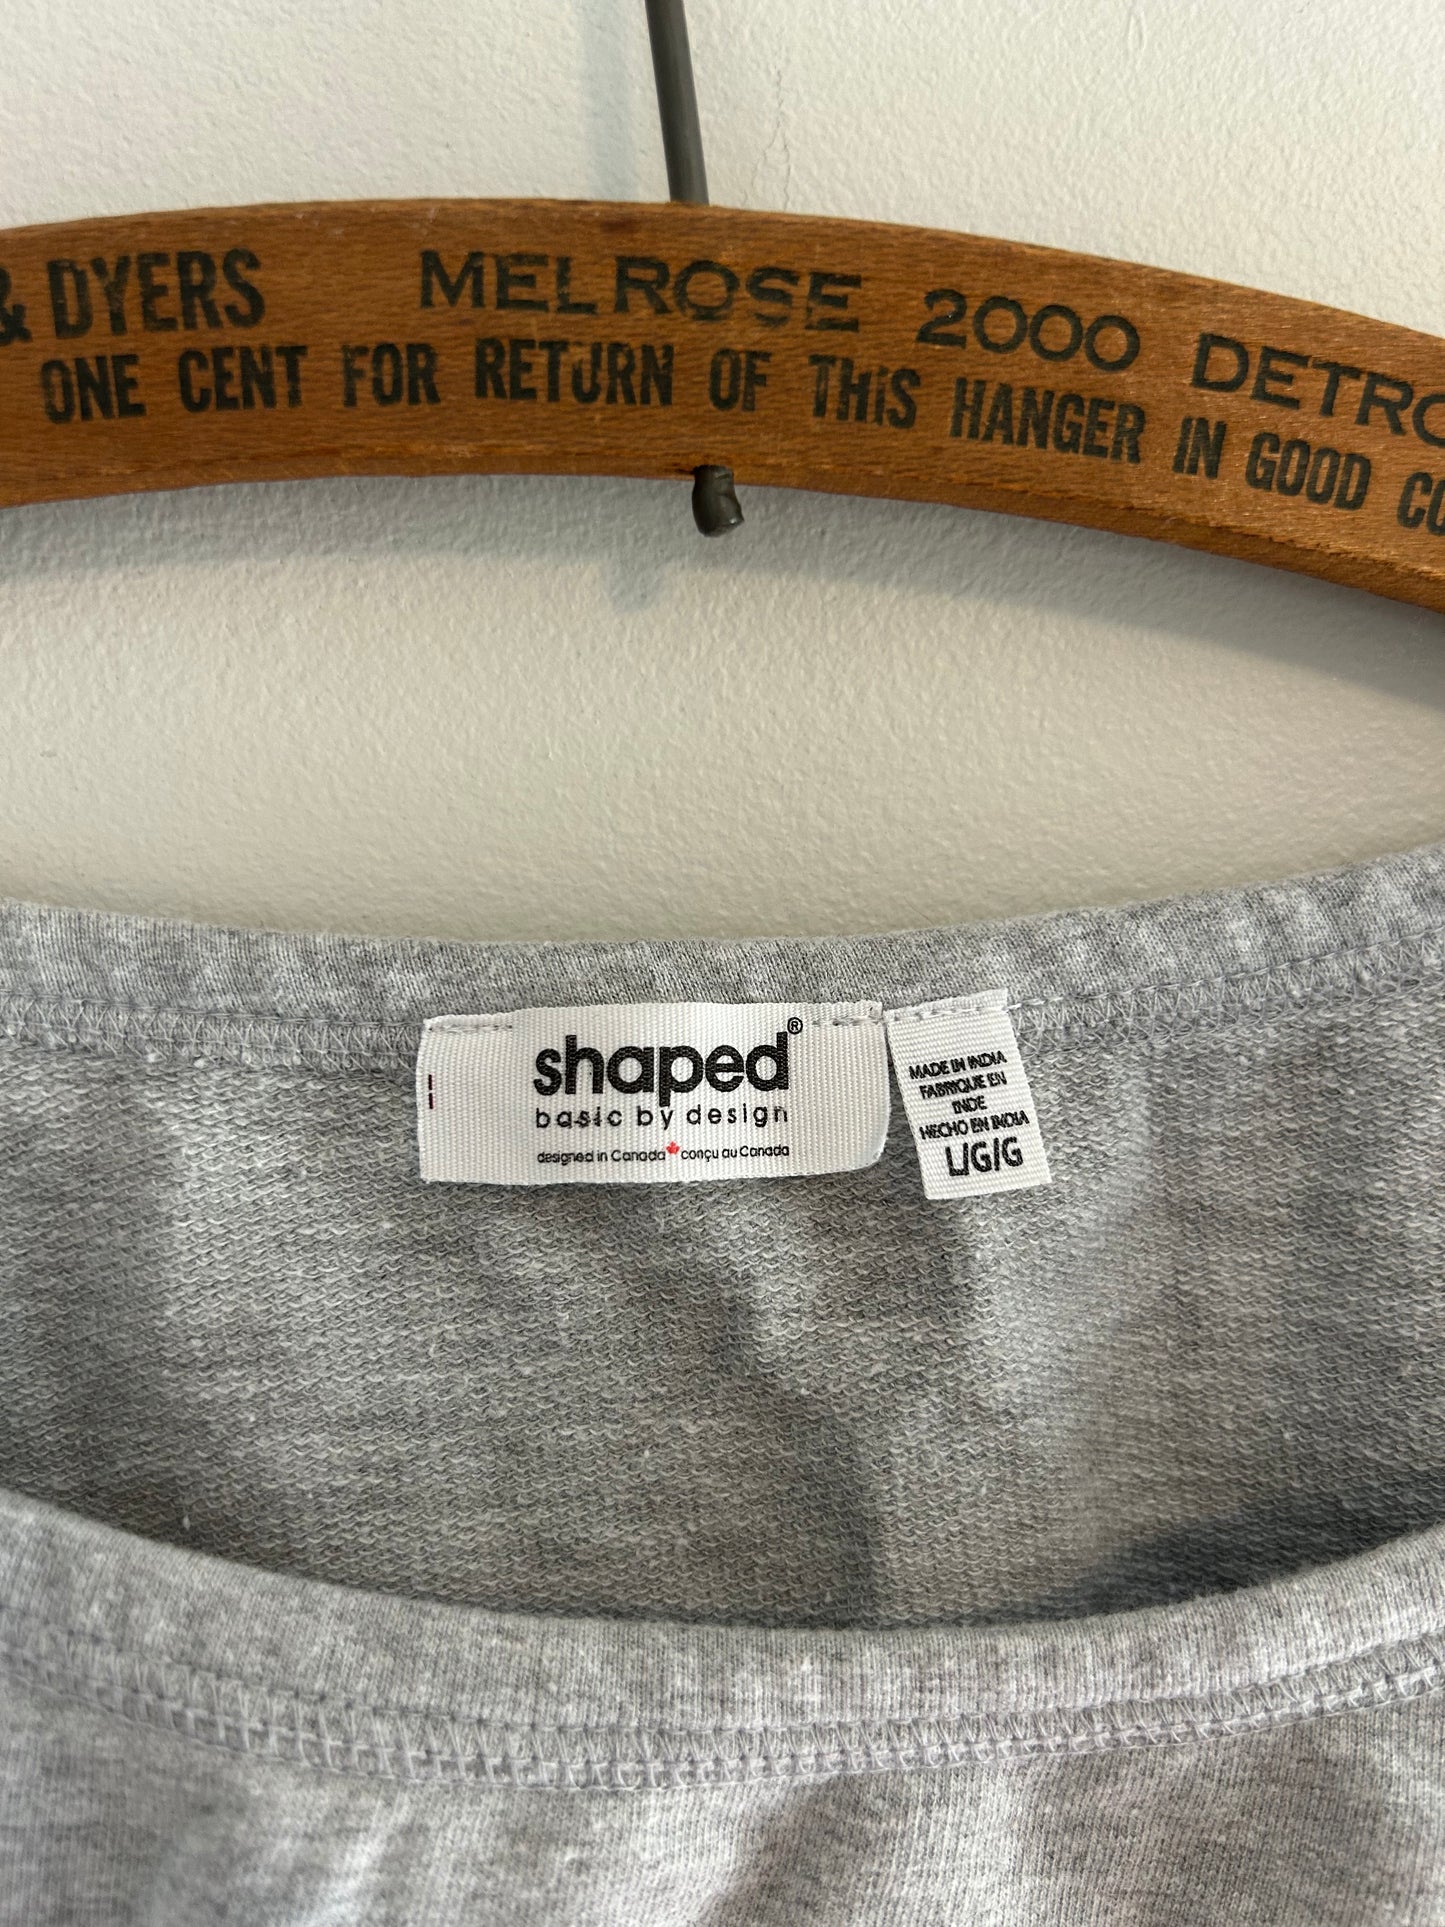 & DYERS MELROSE 2000 DETRO
ONE CENT FOR RETURN OF THIS HANGER IN GOOD CO
shaped®
basic by design
designed in Canada conçu au Canada
MADE IN INDIA
FABRIQUE EN
INDE
HECHO EN INDIA
L/G/G